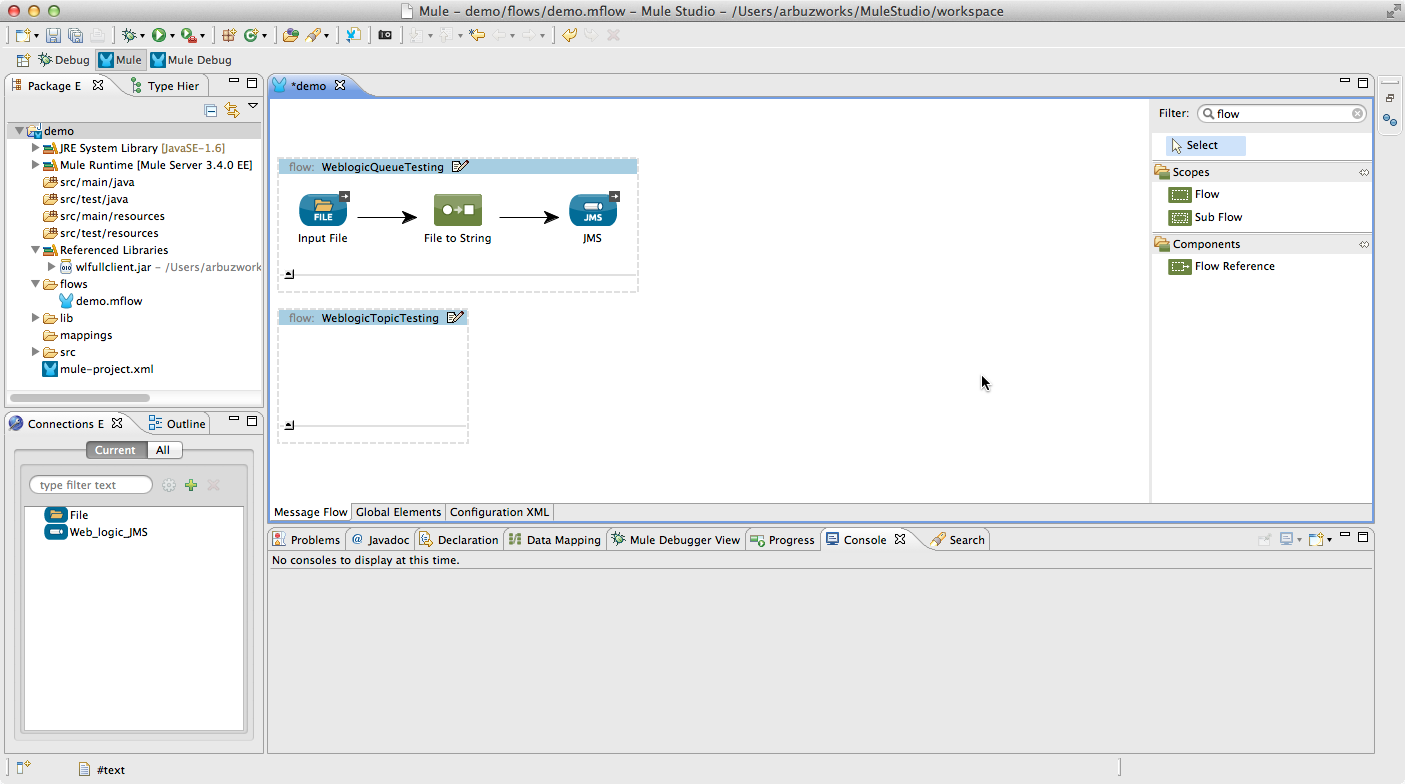 Mule – demo/flows/demo.mflow – Mule Studio – /Users/arbuzworks/MuleStudio/workspace
Debug Mule Mule Debug
Package E Type Hier
demo
JRE System Library [JavaSE-1.6]
Mule Runtime [Mule Server 3.4.0 EE]
src/main/java
src/test/java
src/main/resources
src/test/resources
Referenced Libraries
wlfullclient.jar – /Users/arbuzwork
flows
demo.mflow
lib
mappings
src
mule-project.xml
Connections E Outline
Current All
type filter text
File
Web_logic_JMS
*demo
flow: WeblogicQueueTesting
FILE
JMS
Input File
File to String
JMS
flow: WeblogicTopicTesting
Filter: flow
Select
Scopes
Flow
Sub Flow
Components
Flow Reference
Message Flow Global Elements Configuration XML
Problems @ Javadoc Declaration Data Mapping Mule Debugger View Progress Console Search
No consoles to display at this time.
#text